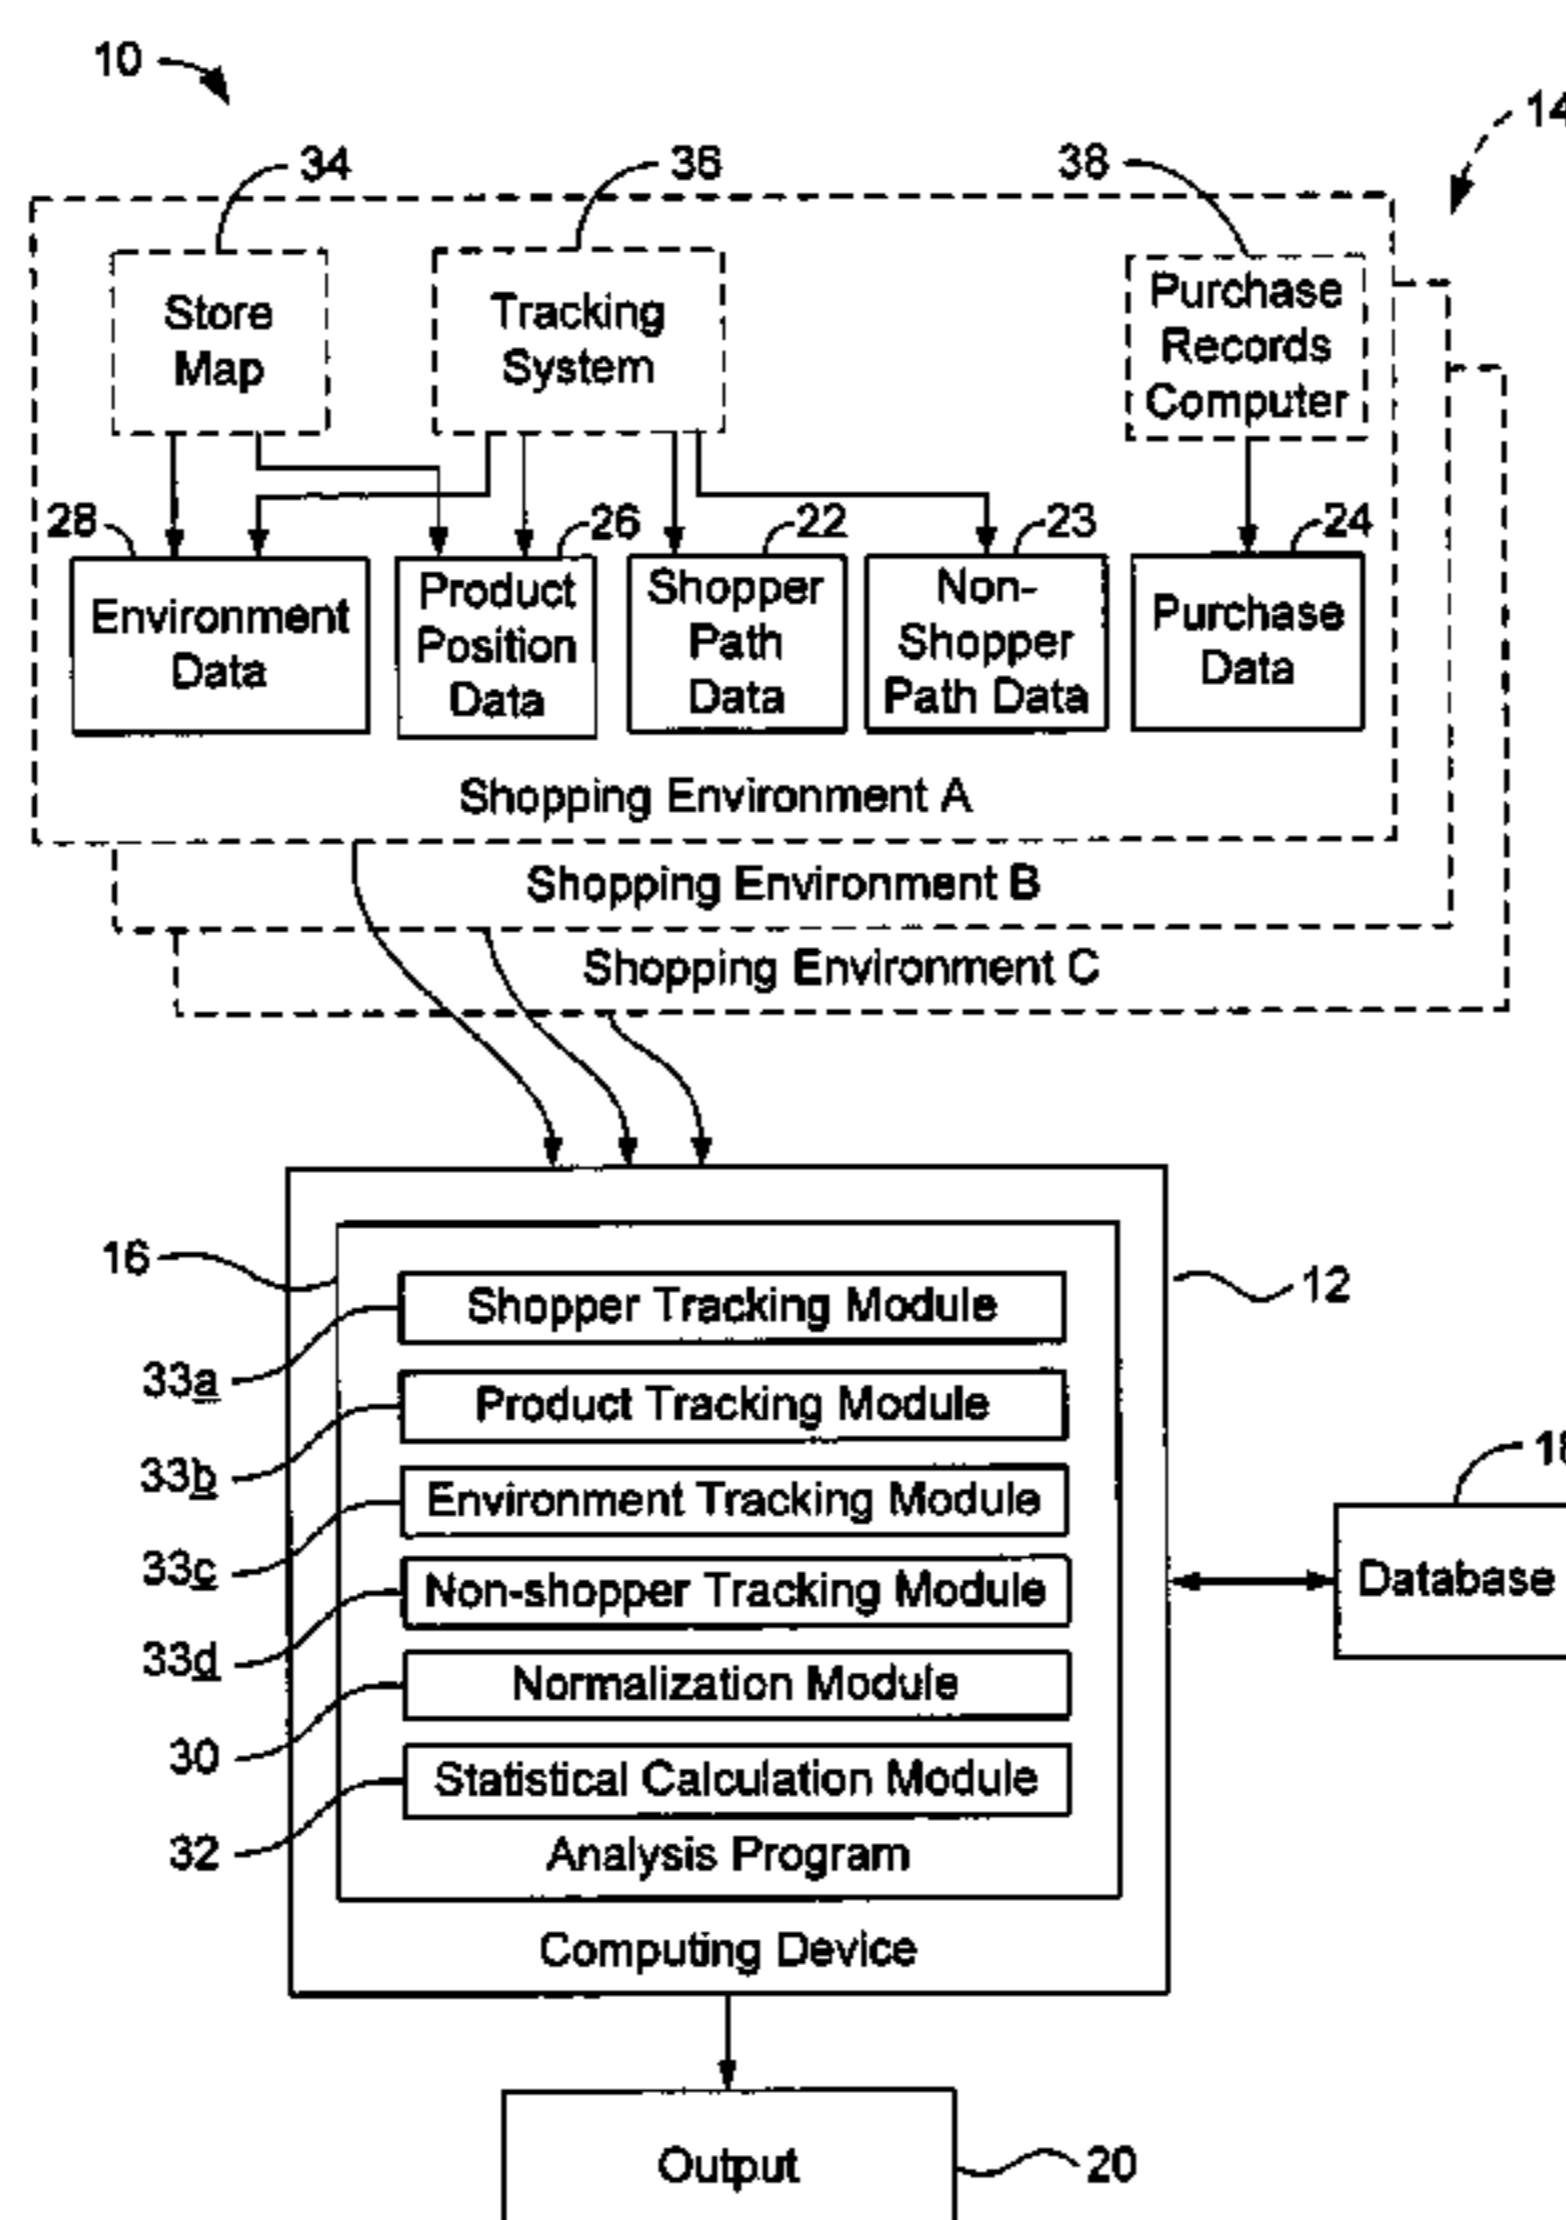 10
14
34
36
38
Store
Map
Tracking
System
Purchase
Records
Computer
28
26
22
23
24
Environment
Data
Product
Position
Data
Shopper
Path
Data
Non-
Shopper
Path Data
Purchase
Data
Shopping Environment A
Shopping Environment B
Shopping Environment C
16
12
Shopper Tracking Module
33a
Product Tracking Module
33b
Environment Tracking Module
33c
Non-shopper Tracking Module
33d
Normalization Module
30
Statistical Calculation Module
32
Analysis Program
Computing Device
18
Database
Output
20